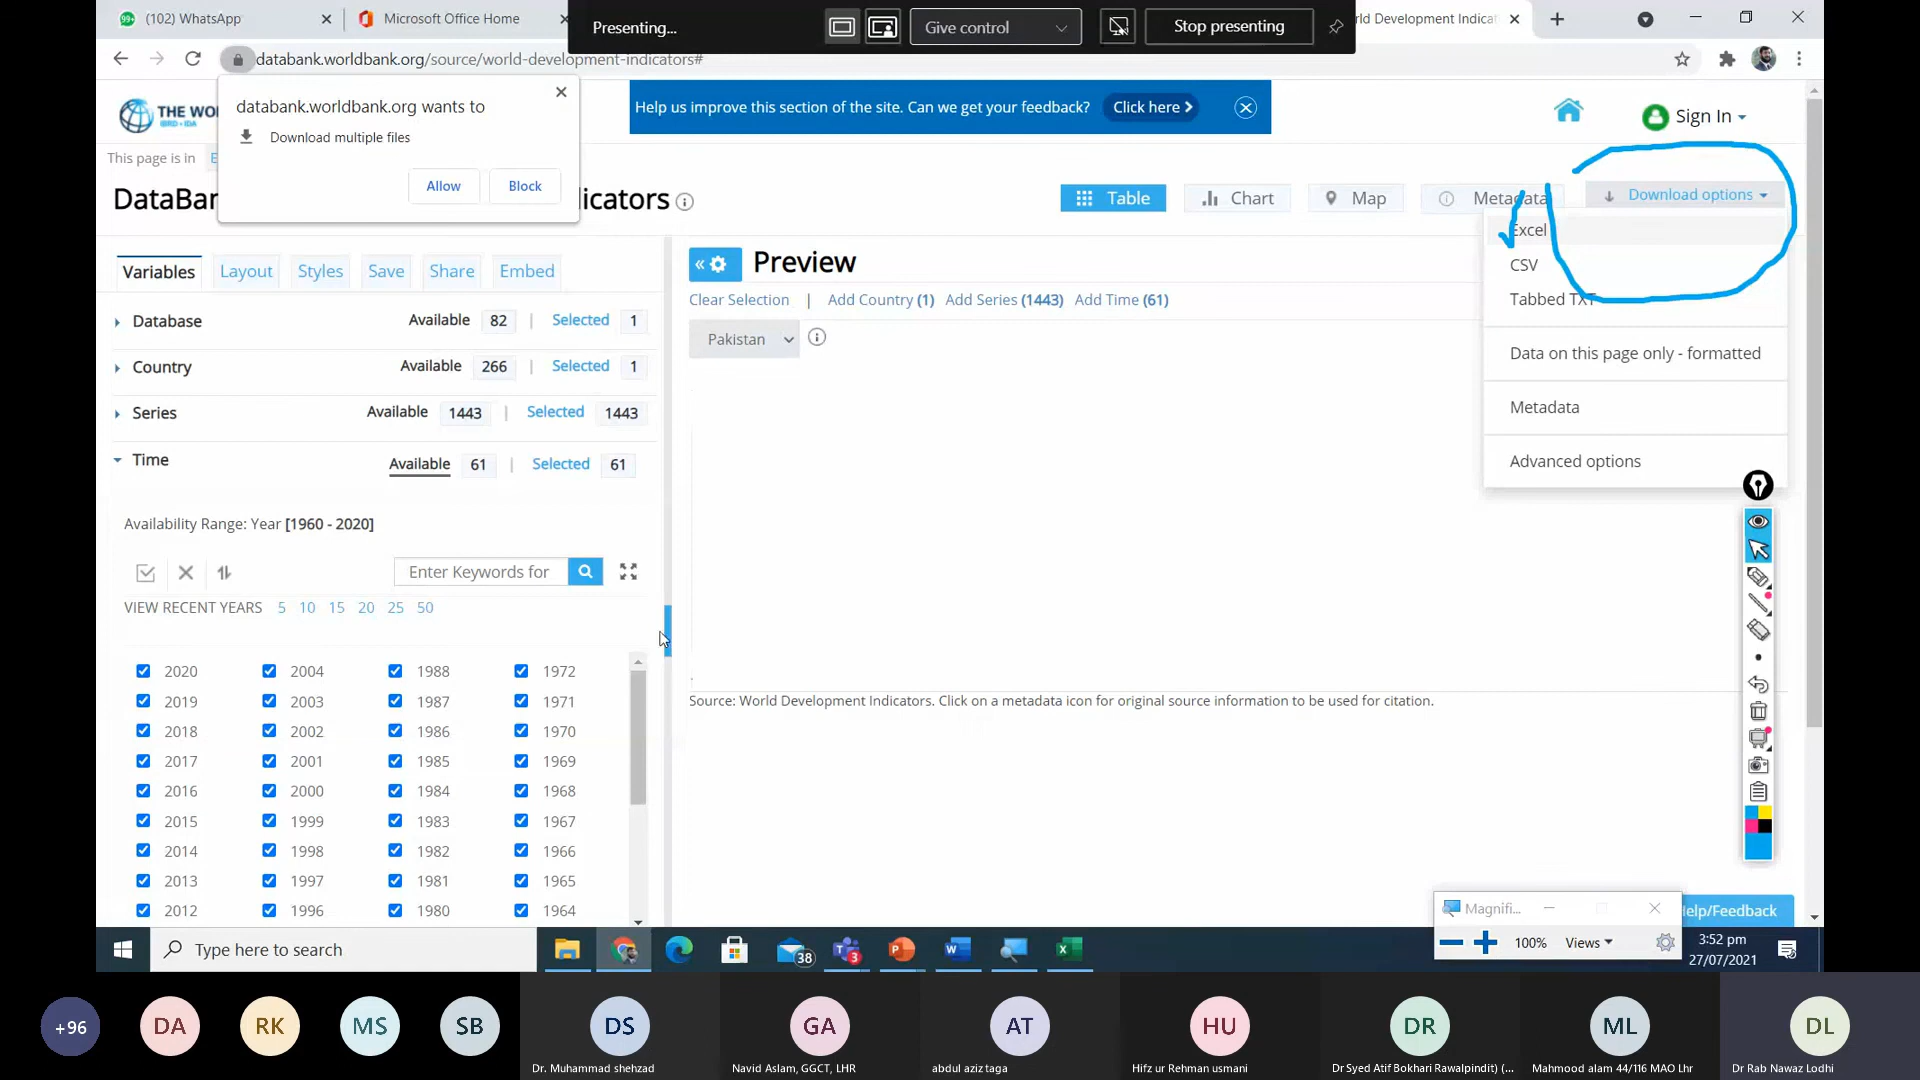 (102) WhatsApp
Microsoft Office Home
Presenting...
Give control
Stop presenting
rld Development Indicat
databank.worldbank.org/source/world-development-indicators#
databank.worldbank.org wants to
Download multiple files
Allow
Block
THE WO
IBRD • IDA
Help us improve this section of the site. Can we get your feedback?
Click here
Sign In
This page is in
E
DataBan
icators
Table
Chart
Map
Metadata
Download options
Excel
CSV
Tabbed TXT
Data on this page only - formatted
Metadata
Advanced options
Variables
Layout
Styles
Save
Share
Embed
« Preview
Clear Selection | Add Country (1) Add Series (1443) Add Time (61)
Pakistan
Database Available 82 | Selected 1
Country Available 266 | Selected 1
Series Available 1443 | Selected 1443
Time Available 61 | Selected 61
Availability Range: Year [1960 - 2020]
Enter Keywords for
VIEW RECENT YEARS 5 10 15 20 25 50
2020 2004 1988 1972
2019 2003 1987 1971
2018 2002 1986 1970
2017 2001 1985 1969
2016 2000 1984 1968
2015 1999 1983 1967
2014 1998 1982 1966
2013 1997 1981 1965
2012 1996 1980 1964
Source: World Development Indicators. Click on a metadata icon for original source information to be used for citation.
Magnifi...
100%
Views
elp/Feedback
Type here to search
38
3
3:52 pm
27/07/2021
+96
DA
RK
MS
SB
DS
GA
AT
HU
DR
ML
DL
Dr. Muhammad shehzad
Navid Aslam, GGCT, LHR
abdul aziz taga
Hifz ur Rehman usmani
Dr Syed Atif Bokhari Rawalpindit) (...
Mahmood alam 44/116 MAO Lhr
Dr Rab Nawaz Lodhi